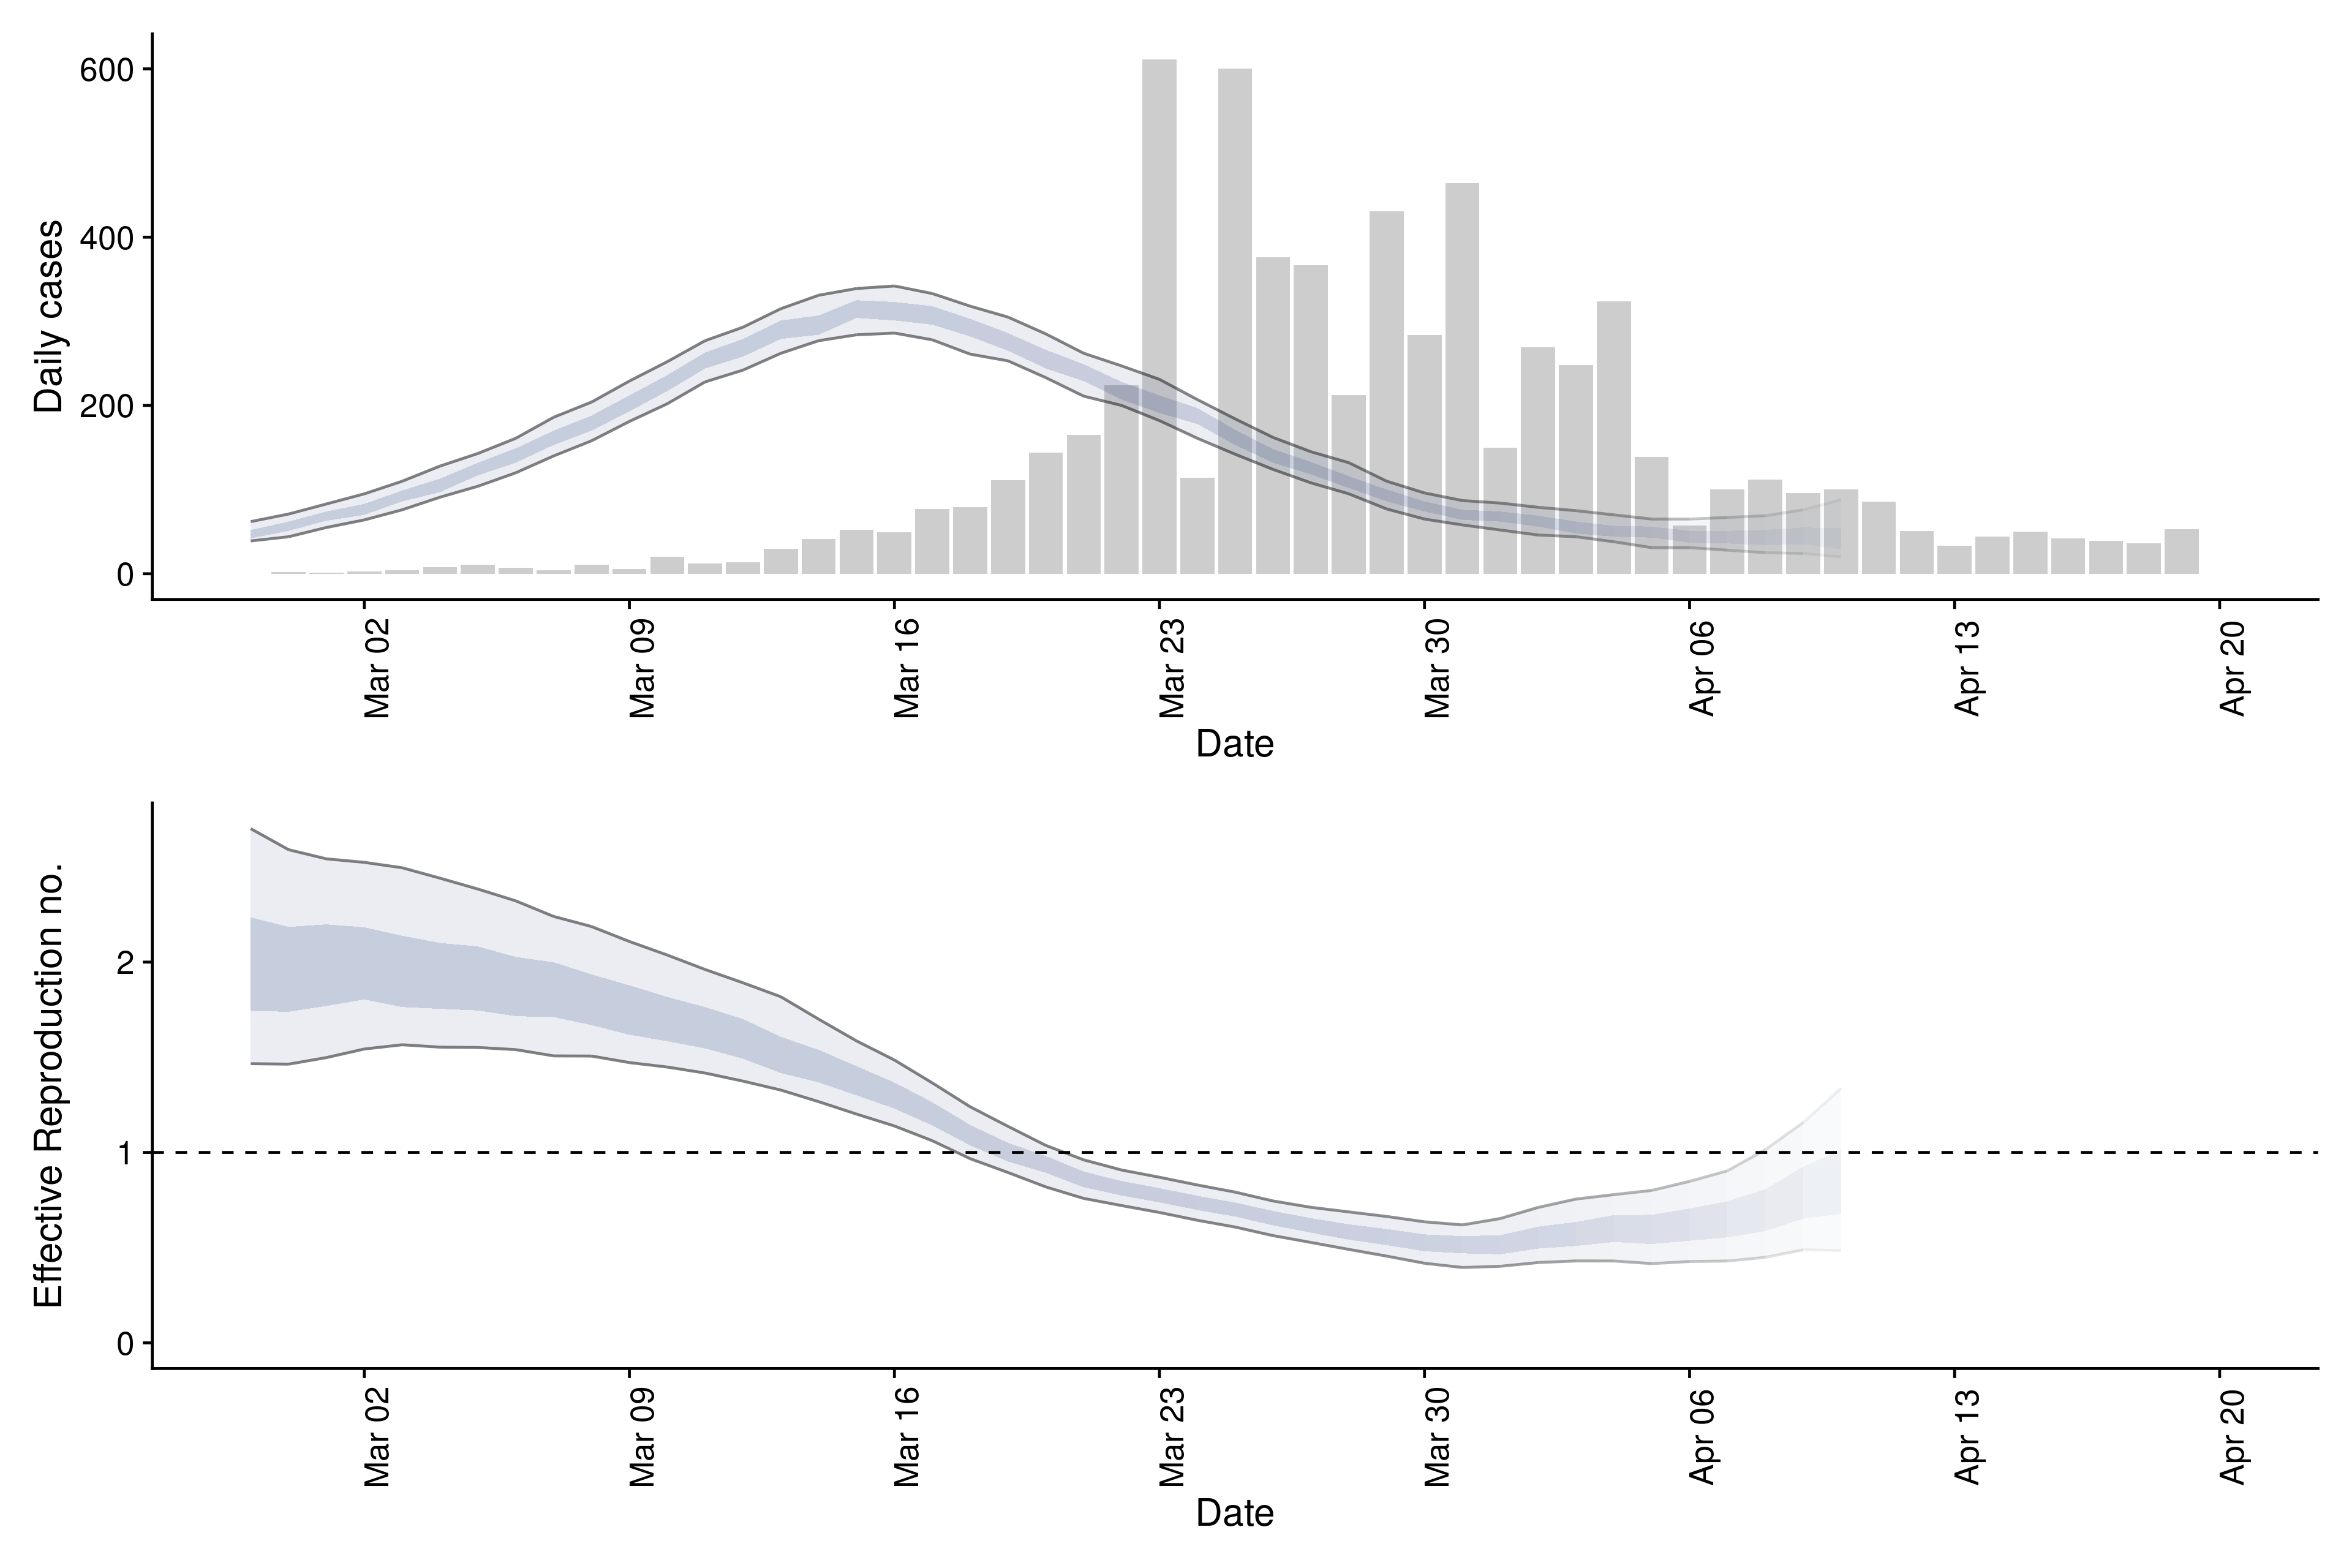 Daily cases
600
400
200
0
Mar 02
Mar 09
Mar 16
Mar 23
Mar 30
Apr 06
Apr 13
Apr 20
Date
Effective Reproduction no.
2
1
0
Mar 02
Mar 09
Mar 16
Mar 23
Mar 30
Apr 06
Apr 13
Apr 20
Date